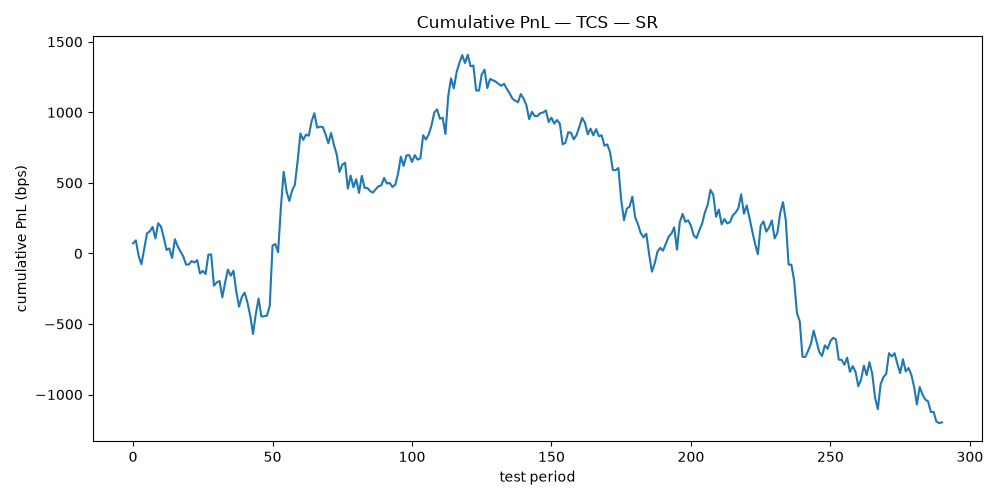 Cumulative PnL — TCS — SR
1500
1000
500
0
−500
−1000
cumulative PnL (bps)
0 50 100 150 200 250 300
test period